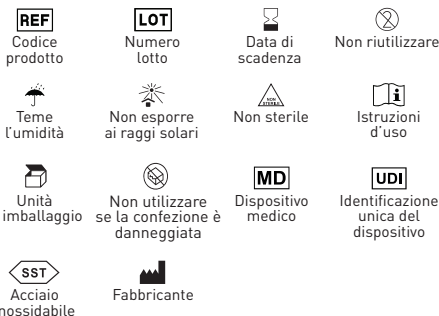 REF
Codice
prodotto
LOT
Numero
lotto
Data di
scadenza
2
Non riutilizzare
Teme
l'umidità
Non esporre
ai raggi solari
NON
STERILE
Non sterile
i
Istruzioni
d'uso
Unità
imballaggio
Non utilizzare
se la confezione è
danneggiata
MD
Dispositivo
medico
UDI
Identificazione
unica del
dispositivo
SST
Acciaio
nossidabile
Fabbricante